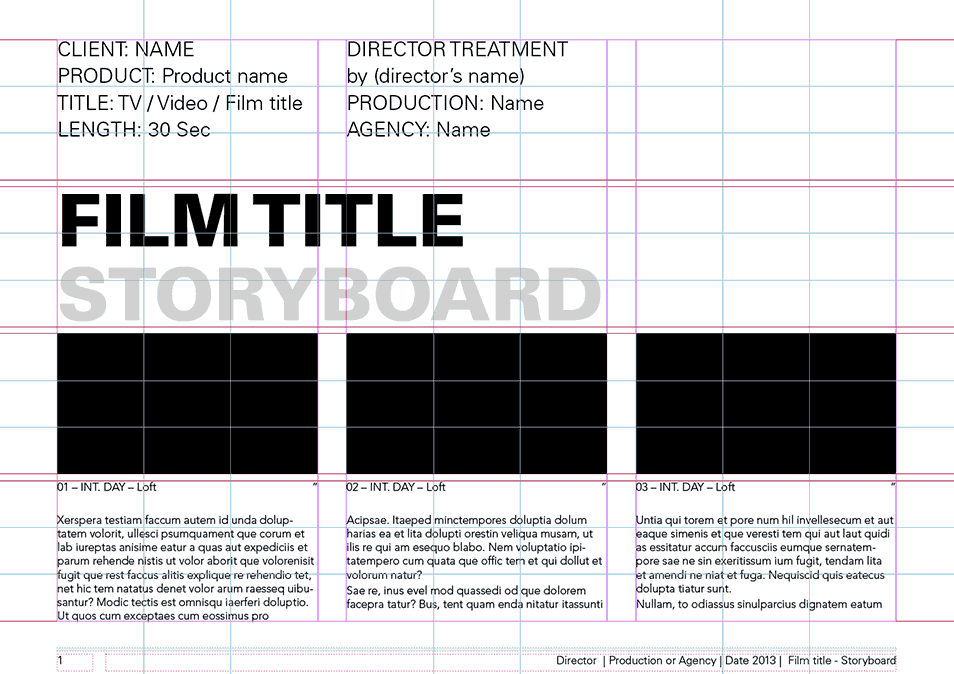 CLIENT: NAME
PRODUCT: Product name
TITLE: TV / Video / Film title
LENGTH: 30 Sec
DIRECTOR TREATMENT
by (director’s name)
PRODUCTION: Name
AGENCY: Name
FILM TITLE
STORYBOARD
01 – INT. DAY – Loft ”
Xerspera testiam faccum autem id unda dolup-
tatem volorit, ullesci psumquament que corum et
lab iureptas anisime eatur a quas aut expediciis et
parum rehende nistis ut volor aborit que volorenisit
fugit que rest faccus alitis explique re rehendio tet,
net hic tem natatus denet volor arum raesseq uibu-
santur? Modic tectis est omnisqu iaerferi doluptio.
Ut quos cum exceptaes cum eossimus pro
02 – INT. DAY – Loft ”
Acipsae. Itaeped minctempores doluptia dolum
harias ea et lita dolupti orestin veliqua musam, ut
ilis re qui am esequo blabo. Nem voluptatio ipi-
tatempero cum quata que offic tem et qui dollut et
volorum natur?
Sae re, inus evel mod quassedi od que dolorem
facepra tatur? Bus, tent quam enda nitatur itassunti
03 – INT. DAY – Loft ”
Untia qui torem et pore num hil invellesecum et aut
eaque simenis et que veresti tem qui aut laut quidi
as essitatur accum faccusciis eumque sernatem-
pore sae ne sin exeritissum ium fugit, tendam lita
et amendi ne niat et fuga. Nequiscid quis eatecus
dolupta tiatur sunt.
Nullam, to odiassus sinulparcius dignatem eatum
1
Director | Production or Agency | Date 2013 | Film title - Storyboard